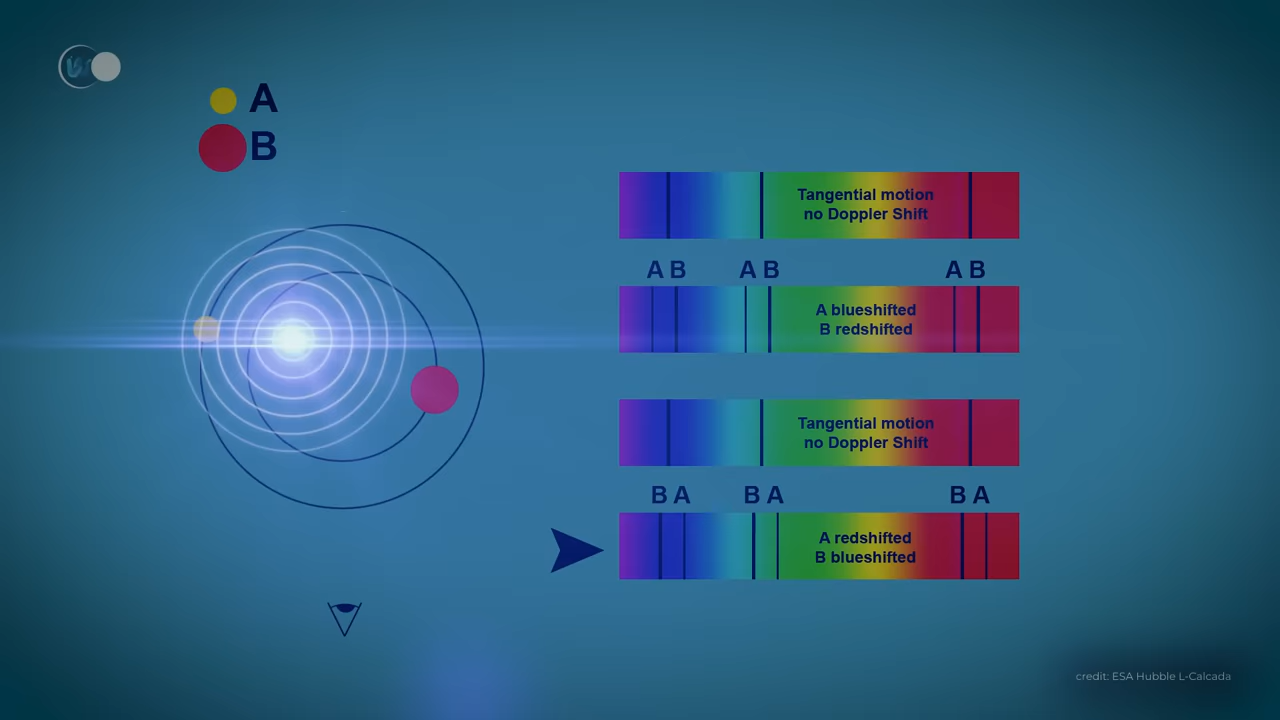 A
B
Tangential motion
no Doppler Shift
A B A B A B
A blueshifted
B redshifted
Tangential motion
no Doppler Shift
B A B A B A
A redshifted
B blueshifted
credit: ESA Hubble L-Calcada